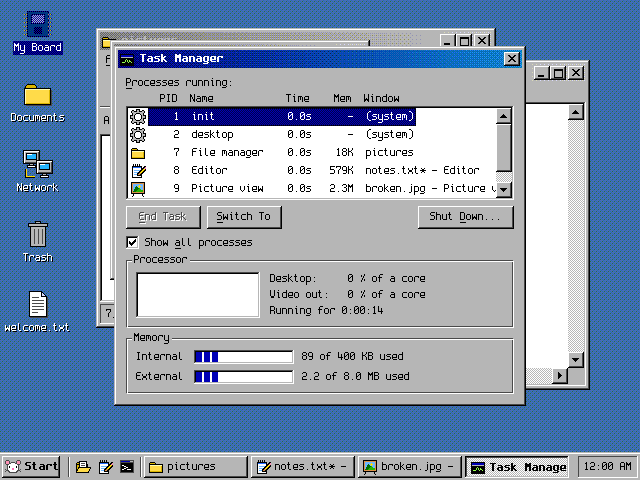 My Board
Documents
Network
Trash
welcome.txt
pictures
Task Manager
Processes running:
PID Name Time Mem Window
1 init 0.0s - (system)
2 desktop 0.0s - (system)
7 File manager 18K pictures
8 Editor 0.0s 579K notes.txt* - Editor
9 Picture view 0.0s 2.3M broken.jpg - Picture v
End Task Switch To Shut Down...
Show all processes
Processor
Desktop: 0 % of a core
Video out: 0 % of a core
Running for 0:00:14
Memory
Internal 89 of 400 KB used
External 2.2 of 8.0 MB used
Start pictures notes.txt* - broken.jpg - Task Manage 12:00 AM